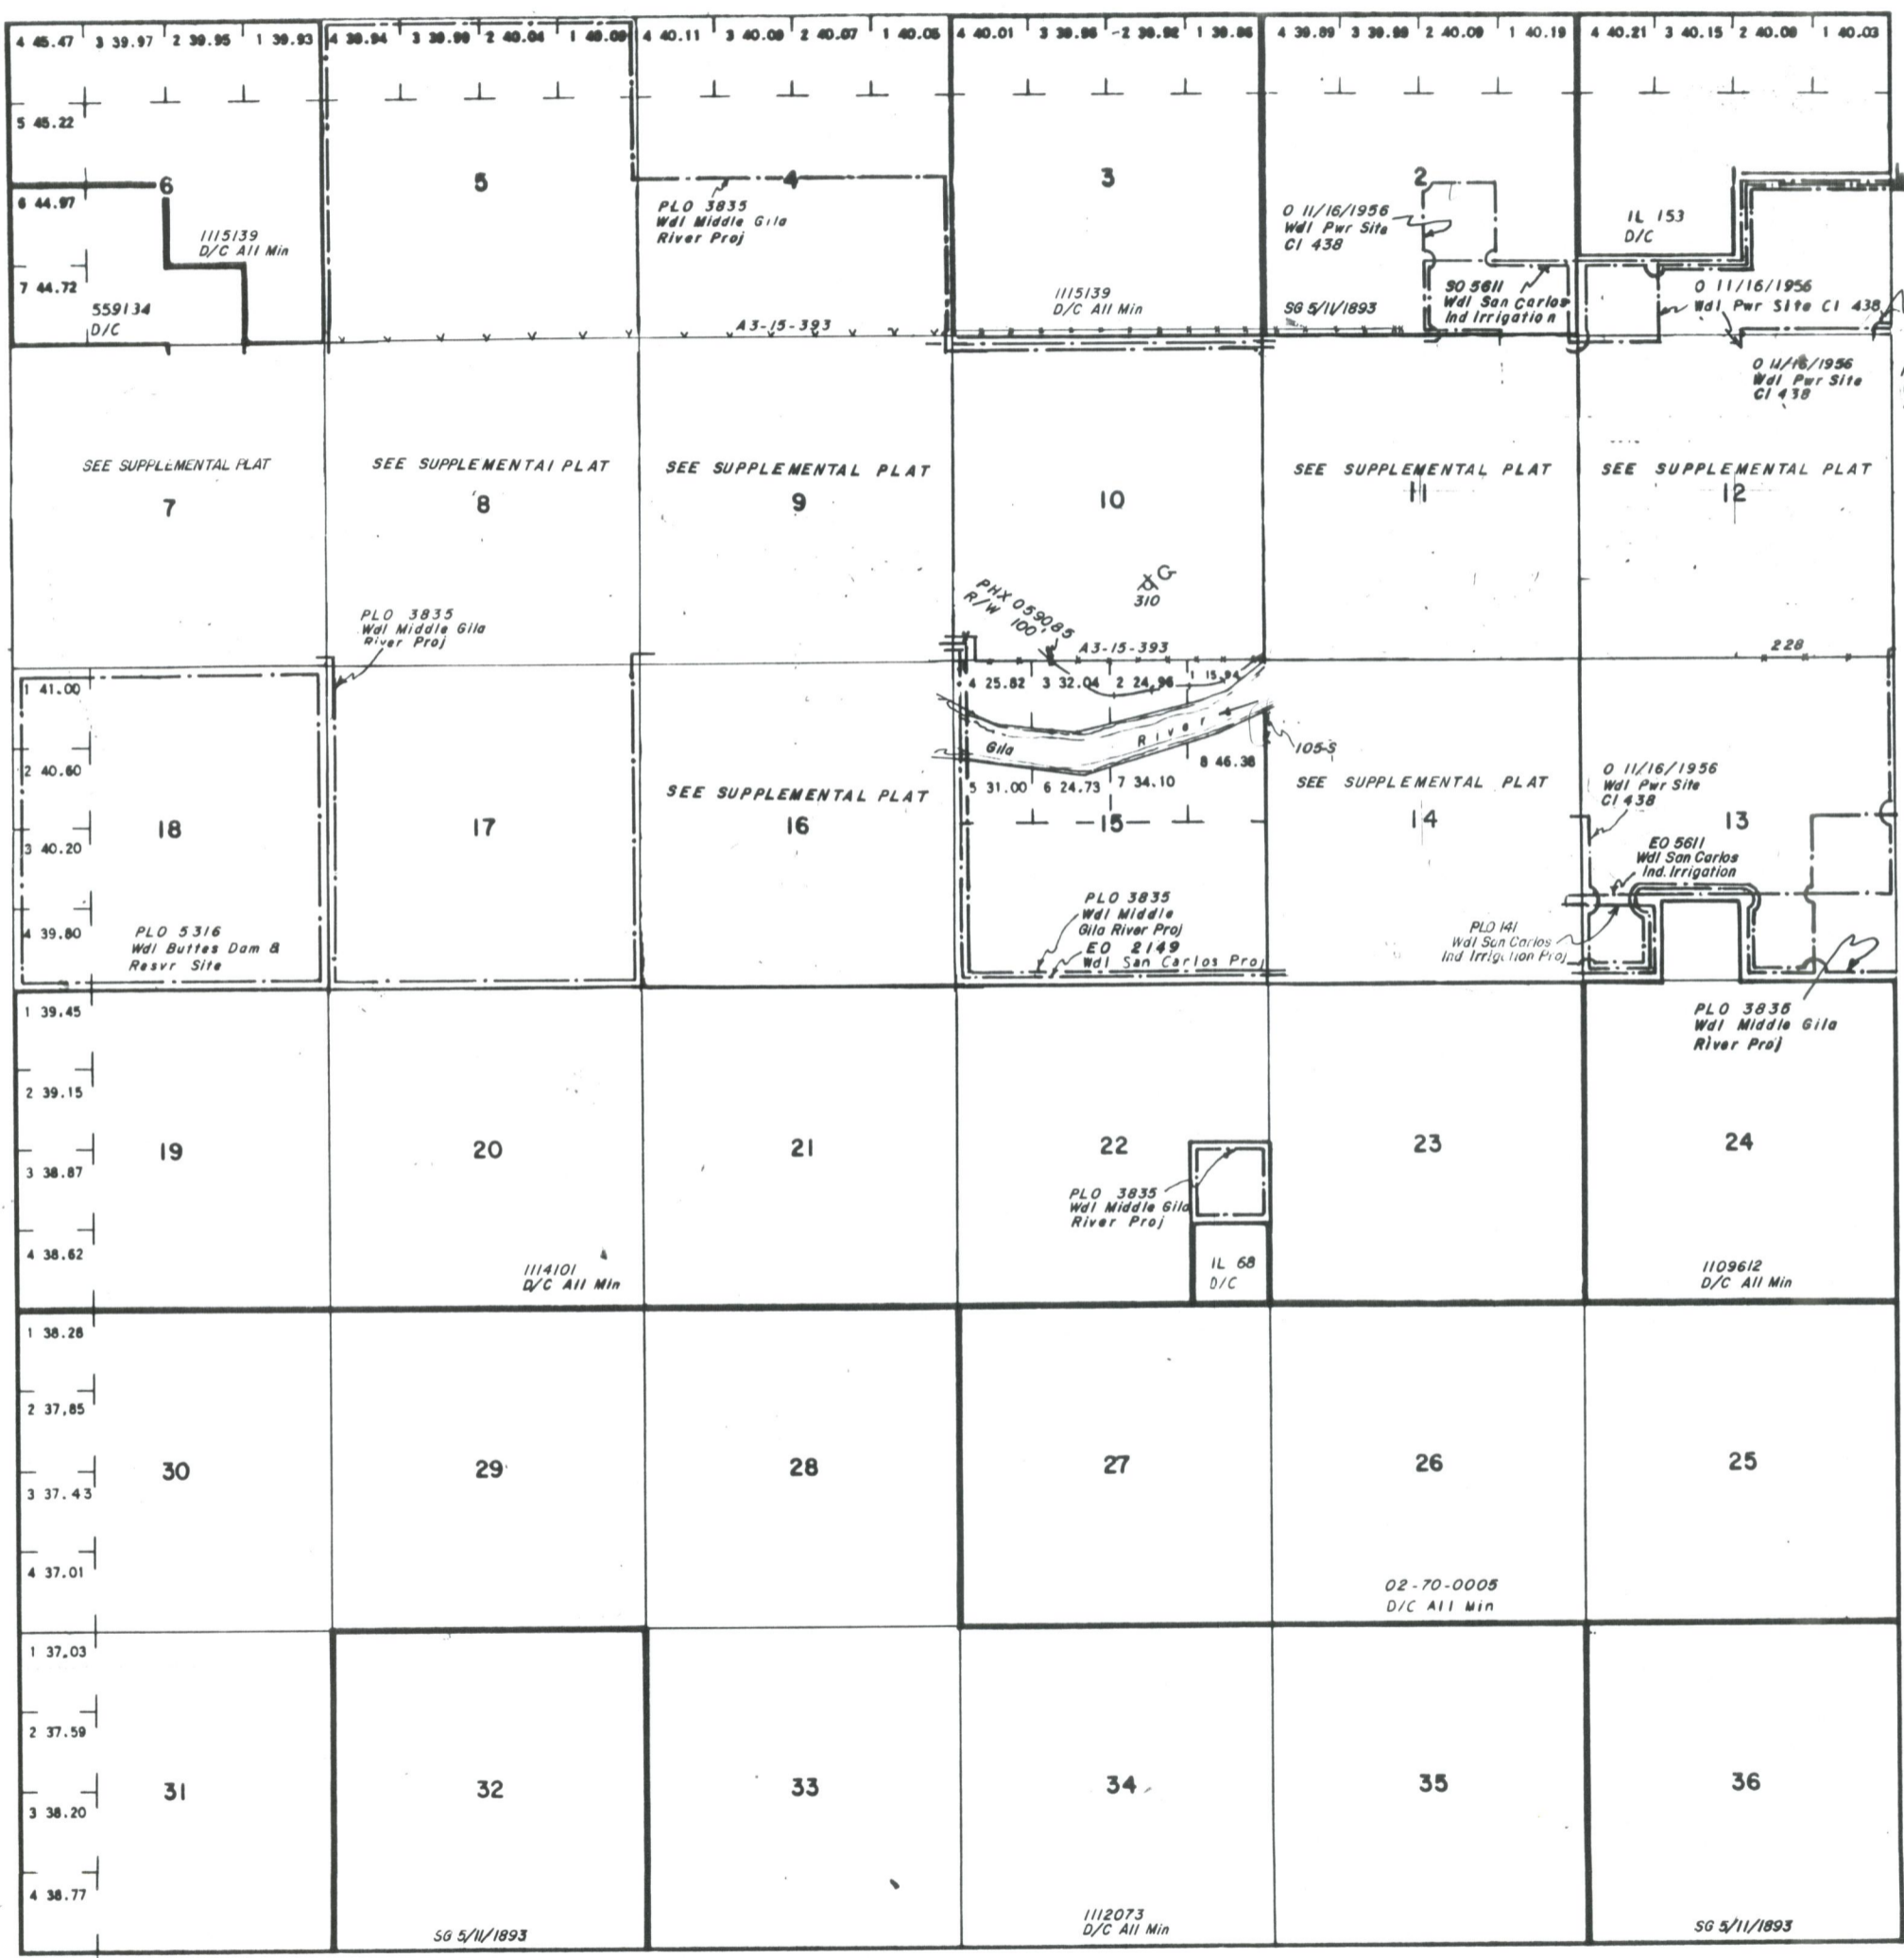 4 45.47 3 39.97 2 39.95 1 39.93 4 39.94 3 39.99 2 40.04 1 40.09 4 40.11 3 40.09 2 40.07 1 40.05 4 40.01 3 39.96 2 39.92 1 39.86 4 39.89 3 39.99 2 40.09 1 40.19 4 40.21 3 40.15 2 40.09 1 40.03
5 45.22
6 44.97
7 44.72
6
1115139
D/C All Min
559134
D/C
5
A3-15-393
4
PLO 3835
Wdl Middle Gila
River Proj
3
1115139
D/C All Min
2
O 11/16/1956
Wdl Pwr Site
Cl 438
SO 5611
Wdl San Carlos
Ind Irrigation
SG 5/11/1893
IL 153
D/C
O 11/16/1956
Wdl Pwr Site Cl 438
O 11/16/1956
Wdl Pwr Site
Cl 438
SEE SUPPLEMENTAL PLAT
7
SEE SUPPLEMENTAL PLAT
8
SEE SUPPLEMENTAL PLAT
9
10
SEE SUPPLEMENTAL PLAT
11
SEE SUPPLEMENTAL PLAT
12
PLO 3835
Wdl Middle Gila
River Proj
PHX 059085
R/W 100'
G
310
A3-15-393
228
1 41.00
2 40.60
3 40.20
4 39.80
18
PLO 5316
Wdl Buttes Dam &
Resvr Site
17
SEE SUPPLEMENTAL PLAT
16
4 25.82 3 32.04 2 24.96 1 15.94
Gila River
5 31.00 6 24.73 7 34.10 8 46.38
15
105-S
PLO 3835
Wdl Middle
Gila River Proj
EO 2149
Wdl San Carlos Proj
SEE SUPPLEMENTAL PLAT
14
PLO 141
Wdl San Carlos
Ind Irrigation Proj
O 11/16/1956
Wdl Pwr Site
Cl 438
13
EO 5611
Wdl San Carlos
Ind. Irrigation
PLO 3835
Wdl Middle Gila
River Proj
1 39.45
2 39.15
3 38.87
4 38.62
19
20
1114101
D/C All Min
21
22
PLO 3835
Wdl Middle Gila
River Proj
IL 68
D/C
23
24
1109612
D/C All Min
1 38.28
2 37.85
3 37.43
4 37.01
30
29
28
27
26
25
02-70-0005
D/C All Min
1 37.03
2 37.59
3 38.20
4 38.77
31
32
33
34
35
36
SG 5/11/1893
1112073
D/C All Min
SG 5/11/1893